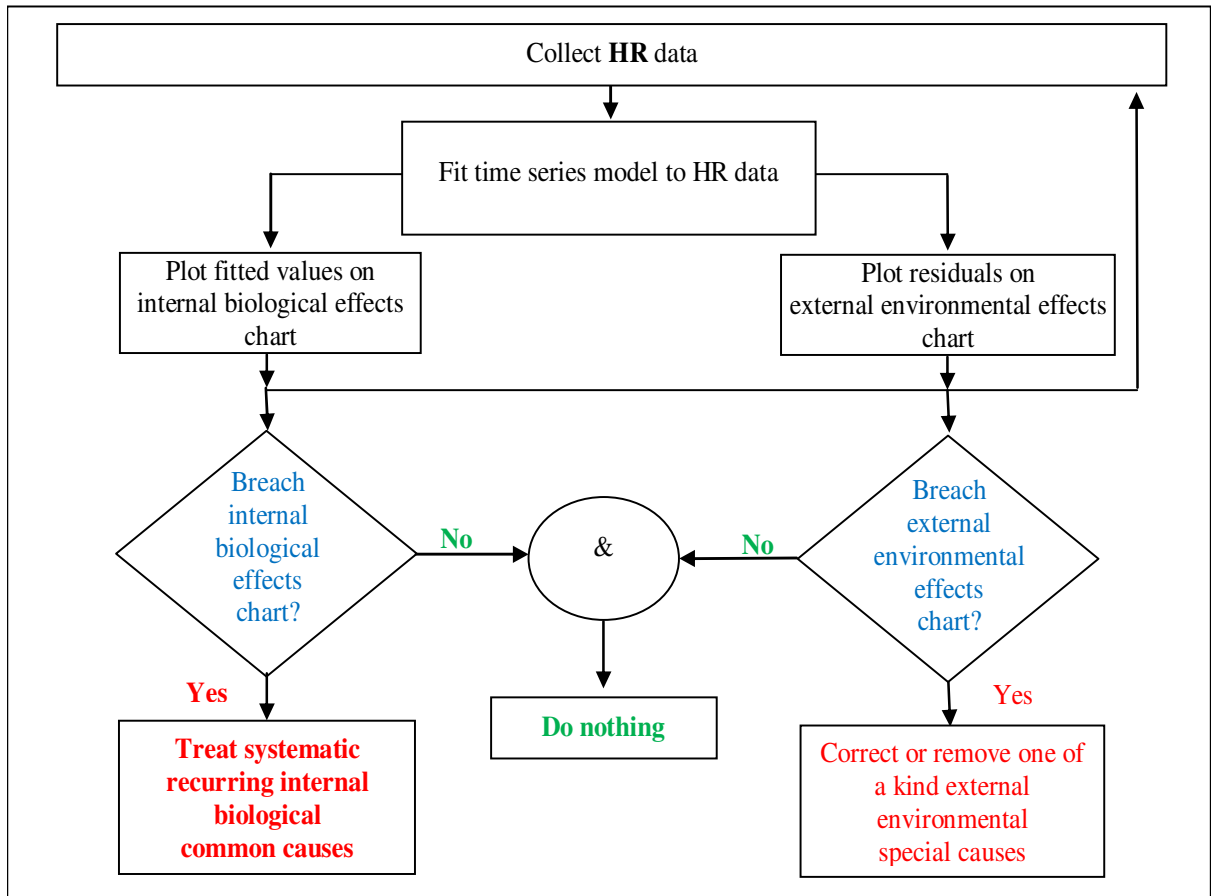 Collect HR data
Fit time series model to HR data
Plot fitted values on
internal biological effects
chart
Plot residuals on
external environmental effects
chart
Breach
internal
biological
effects
chart?
No
&
No
Breach
external
environmental
effects
chart?
Yes
Treat systematic
recurring internal
biological
common causes
Do nothing
Yes
Correct or remove one of
a kind external
environmental
special causes